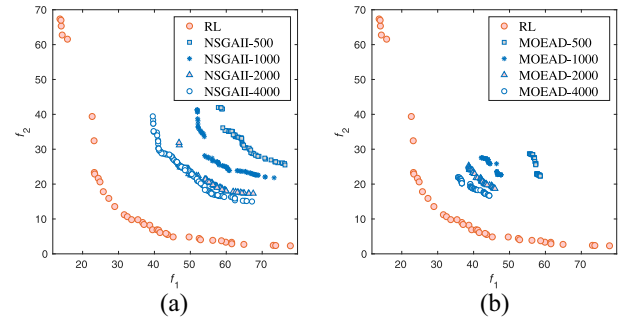 70
60
50
40
30
20
10
0
f2
20 30 40 50 60 70
f1
RL
NSGAII-500
NSGAII-1000
NSGAII-2000
NSGAII-4000
(a)
70
60
50
40
30
20
10
0
f2
20 30 40 50 60 70
f1
RL
MOEAD-500
MOEAD-1000
MOEAD-2000
MOEAD-4000
(b)